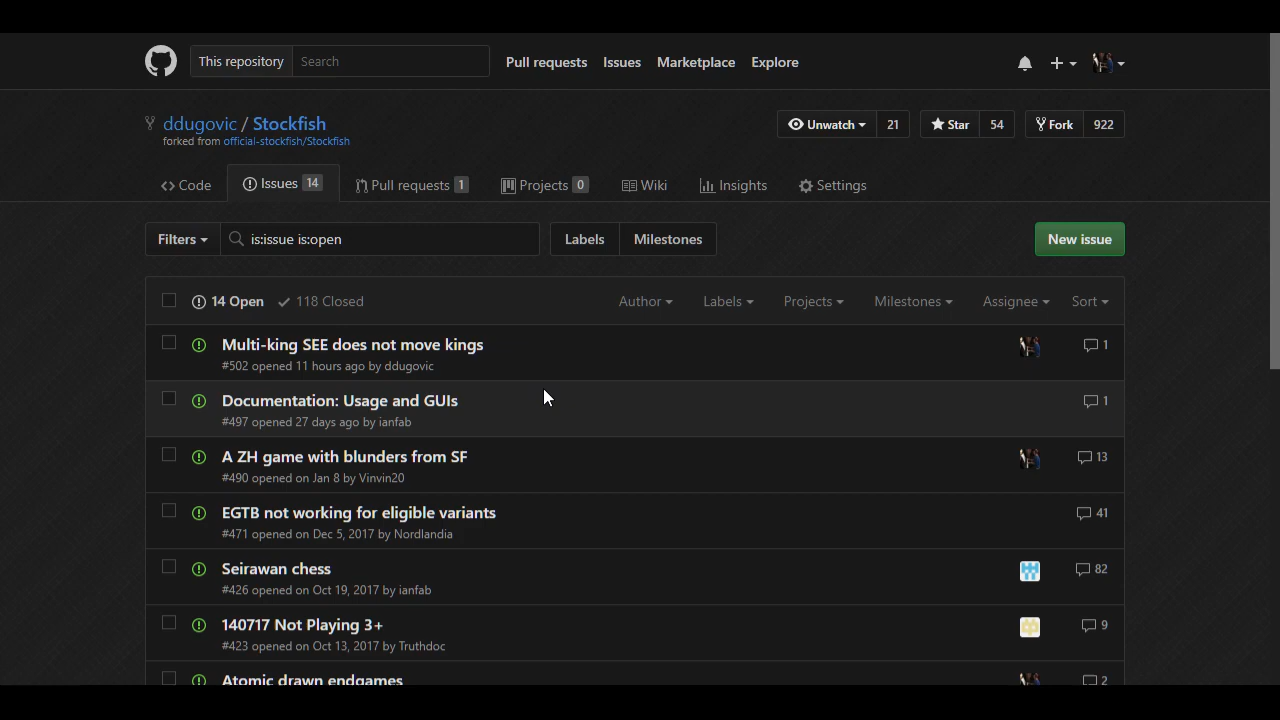 This repository Search Pull requests Issues Marketplace Explore
ddugovic / Stockfish Unwatch 21 Star 54 Fork 922
forked from official-stockfish/Stockfish
Code Issues 14 Pull requests 1 Projects 0 Wiki Insights Settings
Filters is:issue is:open Labels Milestones New issue
14 Open 118 Closed Author Labels Projects Milestones Assignee Sort
Multi-king SEE does not move kings 1
#502 opened 11 hours ago by ddugovic
Documentation: Usage and GUIs 1
#497 opened 27 days ago by ianfab
A ZH game with blunders from SF 13
#490 opened on Jan 8 by Vinvin20
EGTB not working for eligible variants 41
#471 opened on Dec 5, 2017 by Nordlandia
Seirawan chess 82
#426 opened on Oct 19, 2017 by ianfab
140717 Not Playing 3+ 9
#423 opened on Oct 13, 2017 by Truthdoc
Atomic drawn endgames 2